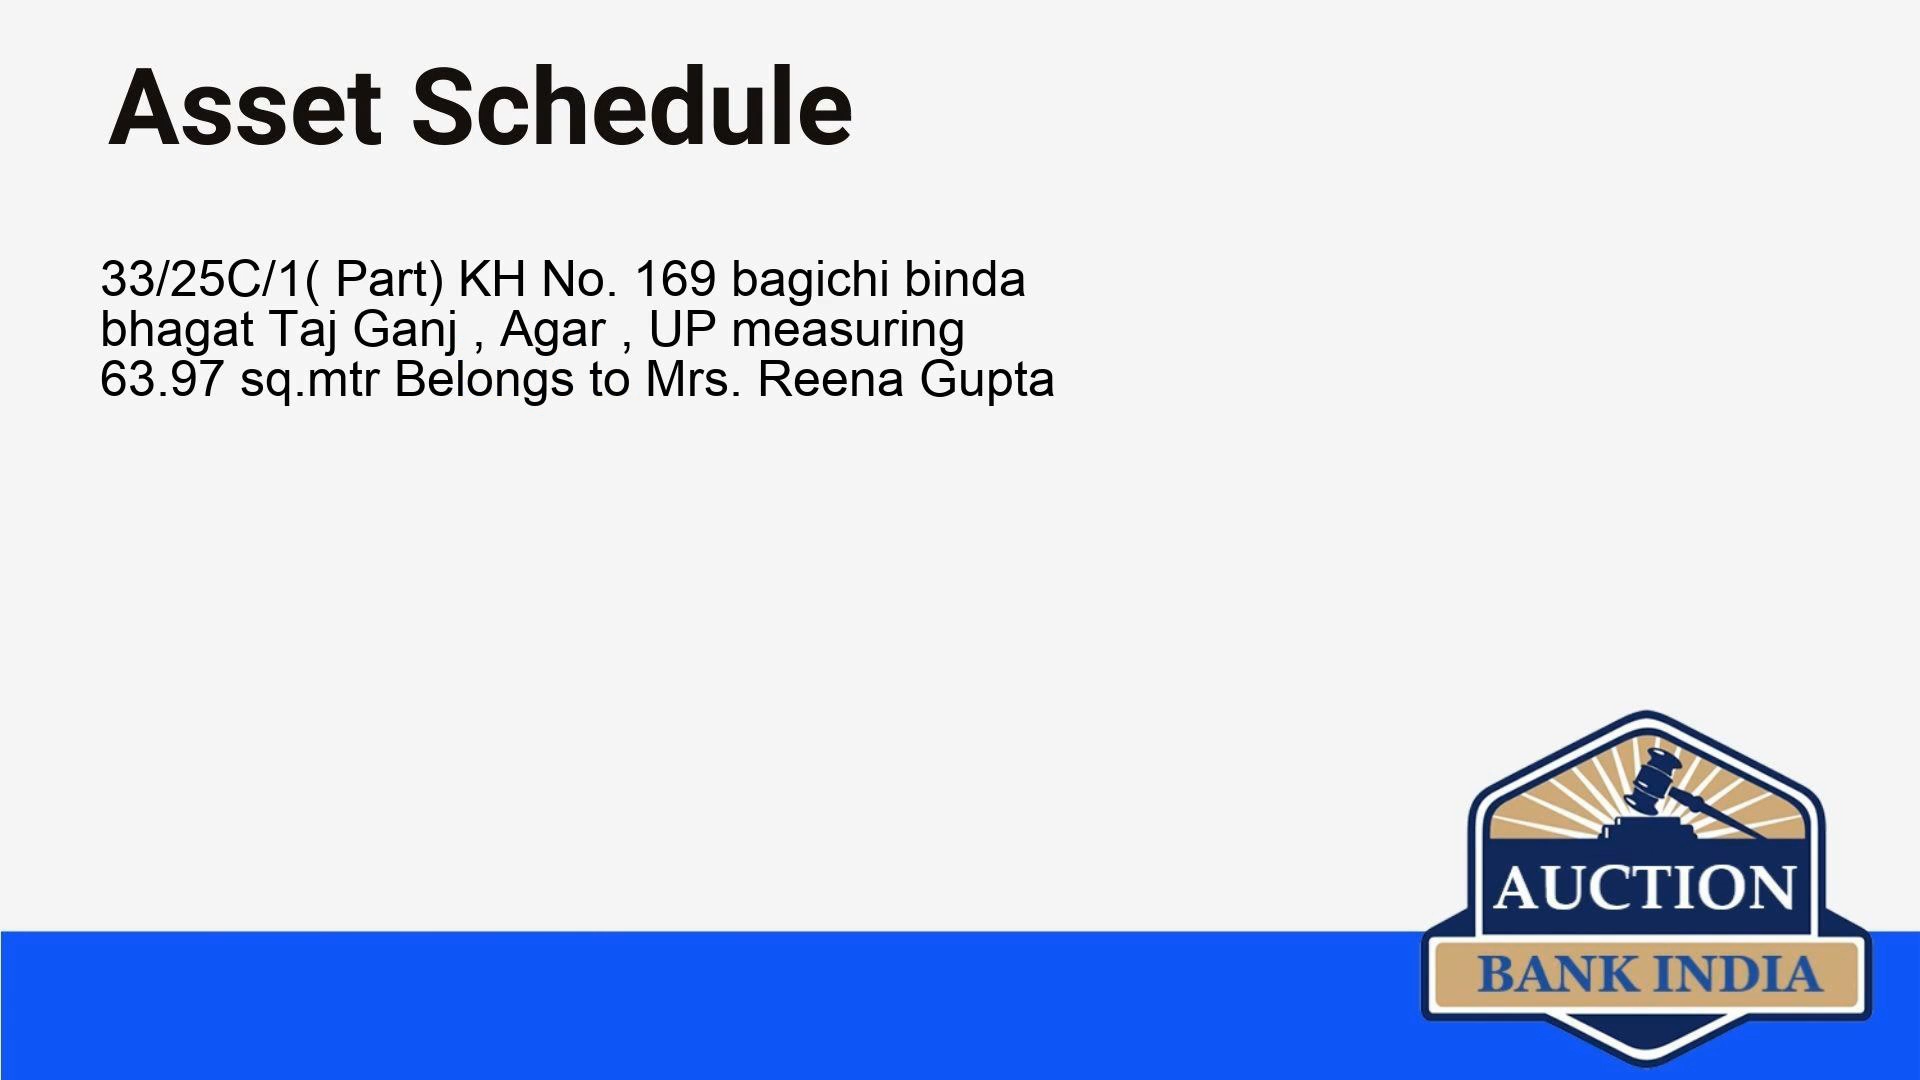 Asset Schedule
33/25C/1( Part) KH No. 169 bagichi binda
bhagat Taj Ganj , Agar , UP measuring
63.97 sq.mtr Belongs to Mrs. Reena Gupta
AUCTION
BANK INDIA